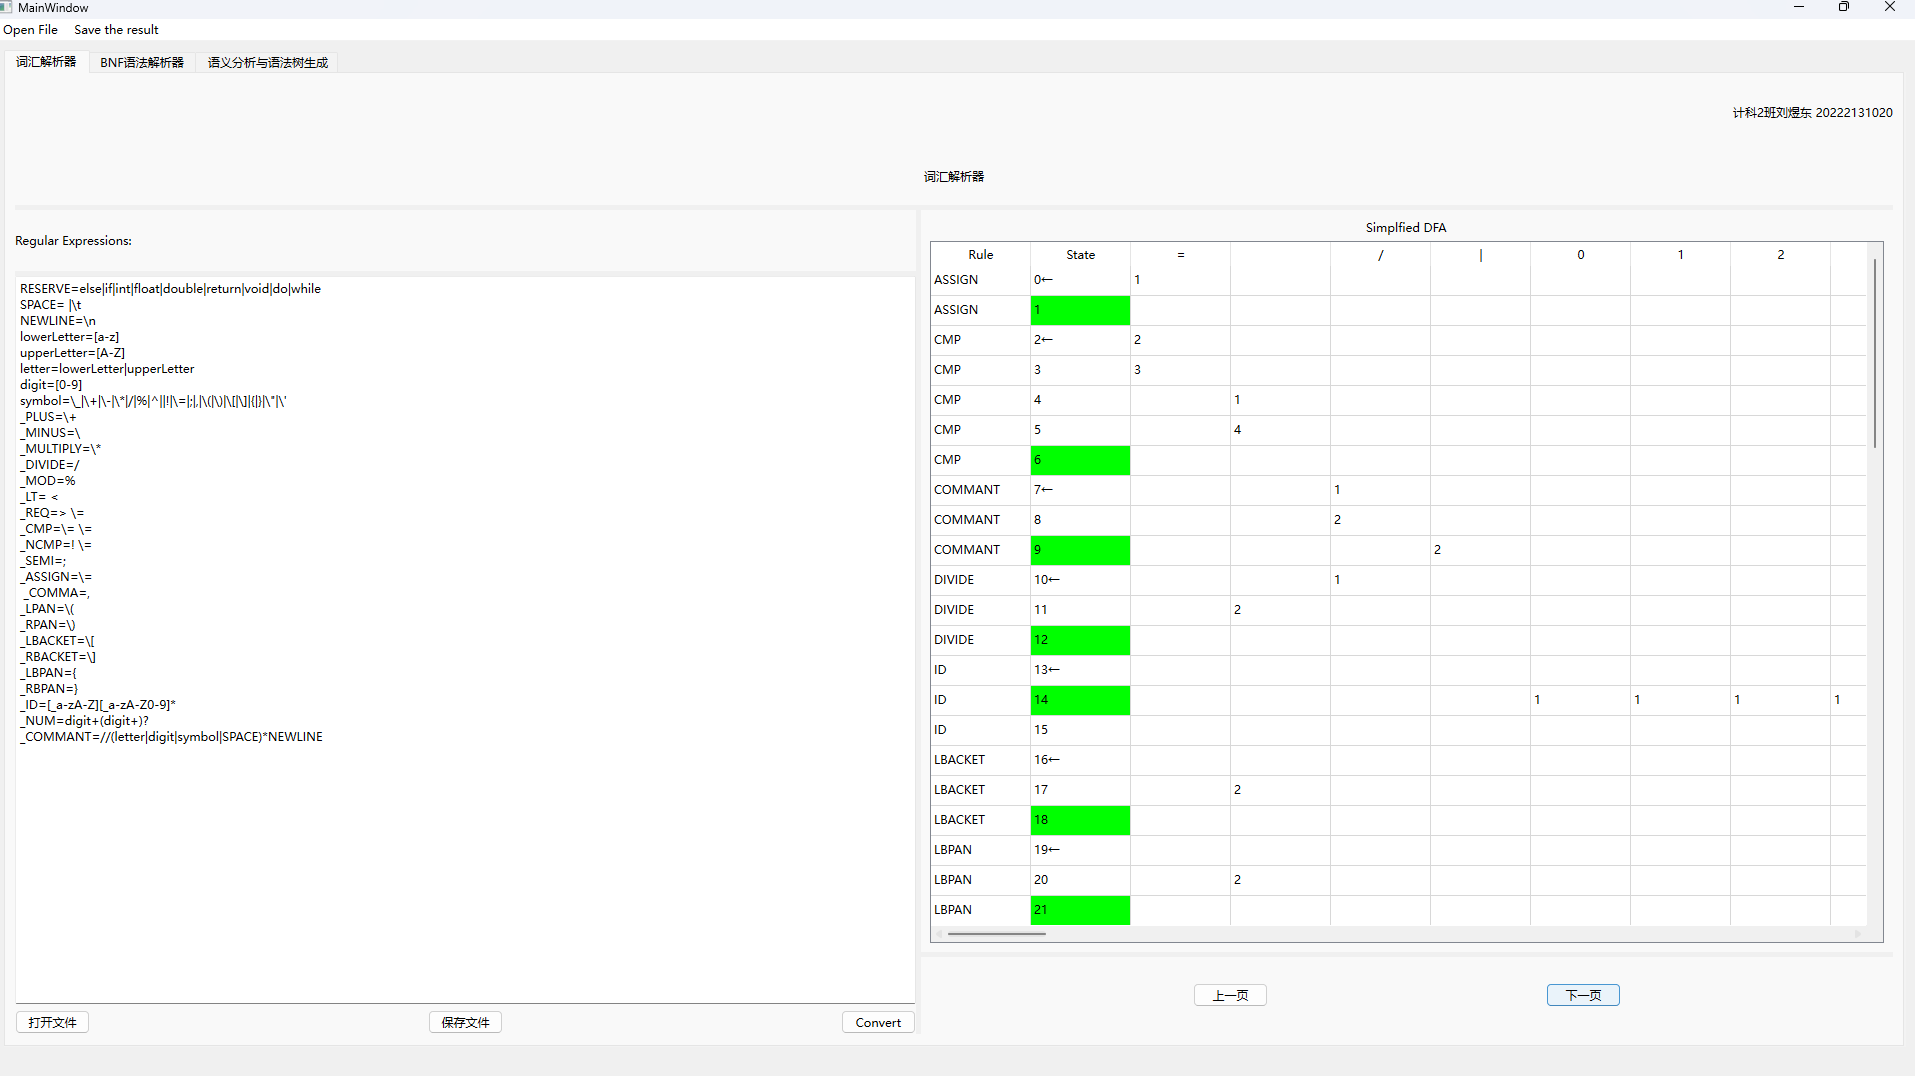 MainWindow
Open File Save the result
词汇解析器 BNF语法解析器 语义分析与语法树生成
计科2班刘煜东 20222131020
词汇解析器
Regular Expressions:
RESERVE=else|if|int|float|double|return|void|do|while
SPACE= |\t
NEWLINE=\n
lowerLetter=[a-z]
upperLetter=[A-Z]
letter=lowerLetter|upperLetter
digit=[0-9]
symbol=\_|\+|\-|\*|/|%|^||!|\=|;|,|\(|\)|\[|\]|{|}|\"|\'
_PLUS=\+
_MINUS=\
_MULTIPLY=\*
_DIVIDE=/
_MOD=%
_LT= <
_REQ=> \=
_CMP=\= \=
_NCMP=! \=
_SEMI=;
_ASSIGN=\=
_COMMA=,
_LPAN=\(
_RPAN=\)
_LBACKET=\[
_RBACKET=\]
_LBPAN={
_RBPAN=}
_ID=[_a-zA-Z][_a-zA-Z0-9]*
_NUM=digit+(digit+)?
_COMMANT=//(letter|digit|symbol|SPACE)*NEWLINE
打开文件 保存文件 Convert
Simplfied DFA
Rule State = / | 0 1 2
ASSIGN 0← 1
ASSIGN 1
CMP 2← 2
CMP 3 3
CMP 4 1
CMP 5 4
CMP 6
COMMANT 7← 1
COMMANT 8 2
COMMANT 9 2
DIVIDE 10← 1
DIVIDE 11 2
DIVIDE 12
ID 13←
ID 14 1 1 1 1
ID 15
LBACKET 16←
LBACKET 17 2
LBACKET 18
LBPAN 19←
LBPAN 20 2
LBPAN 21
上一页 下一页